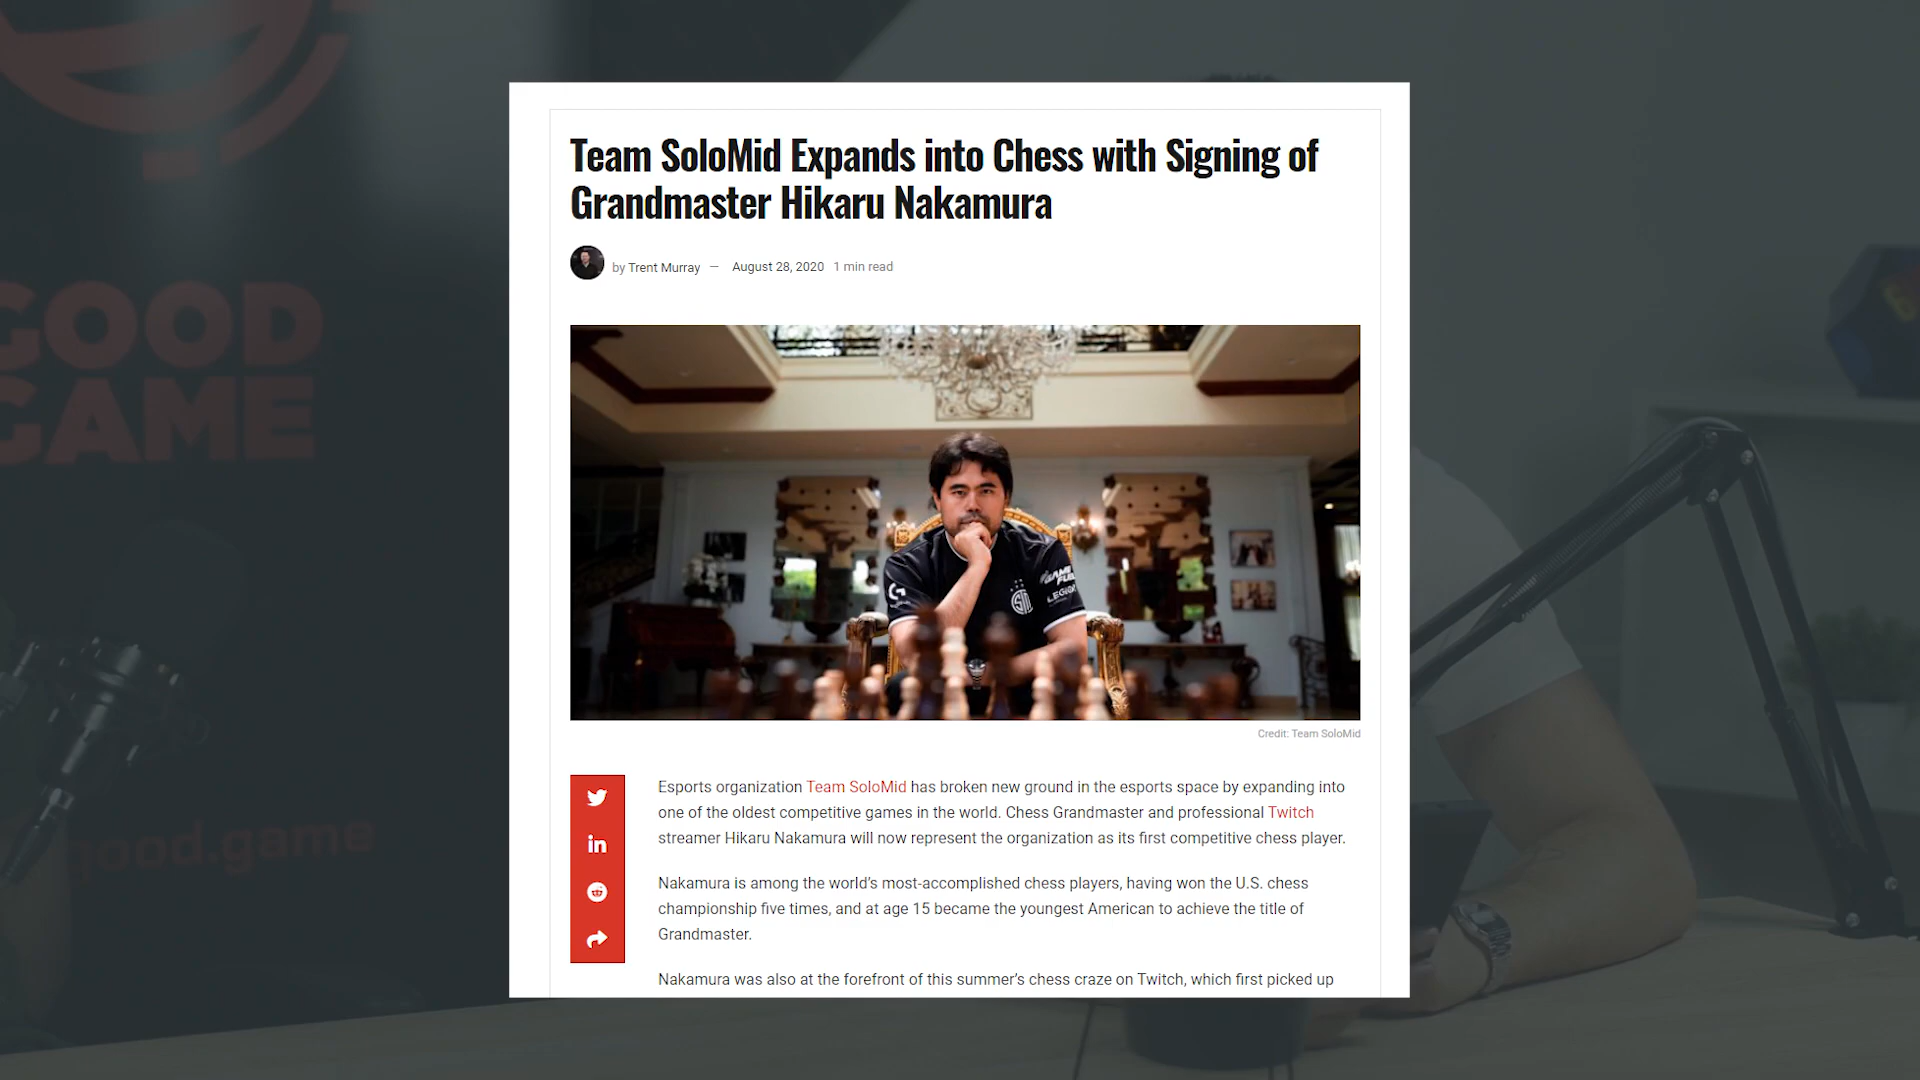 Team SoloMid Expands into Chess with Signing of
Grandmaster Hikaru Nakamura
by Trent Murray — August 28, 2020 1 min read
GOOD
GAME
good.game
GAME
FUEL
LEGION
TSM
Credit: Team SoloMid
Esports organization Team SoloMid has broken new ground in the esports space by expanding into
one of the oldest competitive games in the world. Chess Grandmaster and professional Twitch
streamer Hikaru Nakamura will now represent the organization as its first competitive chess player.
in
Nakamura is among the world’s most-accomplished chess players, having won the U.S. chess
championship five times, and at age 15 became the youngest American to achieve the title of
Grandmaster.
Nakamura was also at the forefront of this summer’s chess craze on Twitch, which first picked up